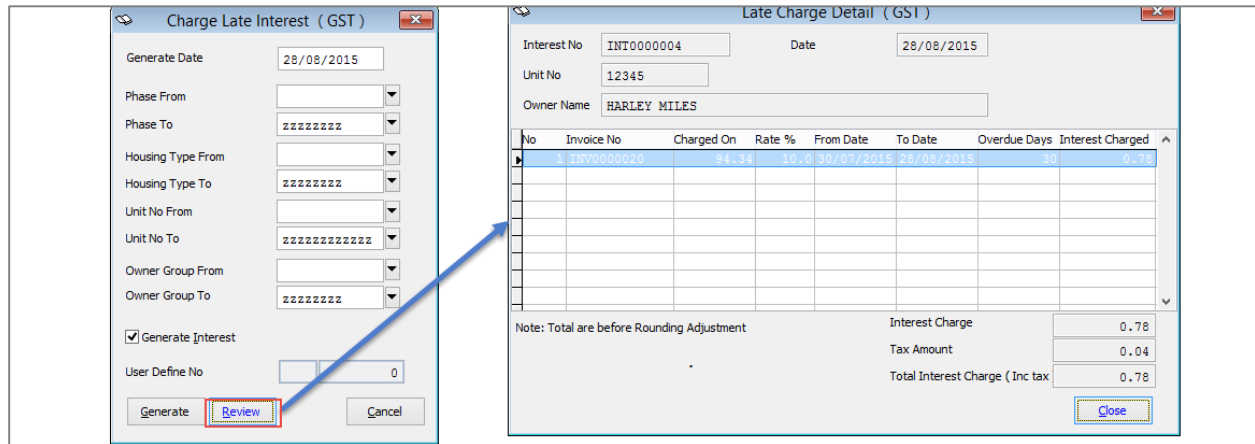 Charge Late Interest ( GST )
Generate Date 28/08/2015
Phase From
Phase To zzzzzzzz
Housing Type From
Housing Type To zzzzzzzz
Unit No From
Unit No To zzzzzzzzzzzz
Owner Group From
Owner Group To zzzzzzzz
Generate Interest
User Define No 0
Generate Review Cancel
Late Charge Detail ( GST )
Interest No INT0000004 Date 28/08/2015
Unit No 12345
Owner Name HARLEY MILES
No Invoice No Charged On Rate % From Date To Date Overdue Days Interest Charged
1 INV0000020 94.34 10.0 30/07/2015 28/08/2015 30 0.78
Note: Total are before Rounding Adjustment
Interest Charge 0.78
Tax Amount 0.04
Total Interest Charge ( Inc tax 0.78
Close